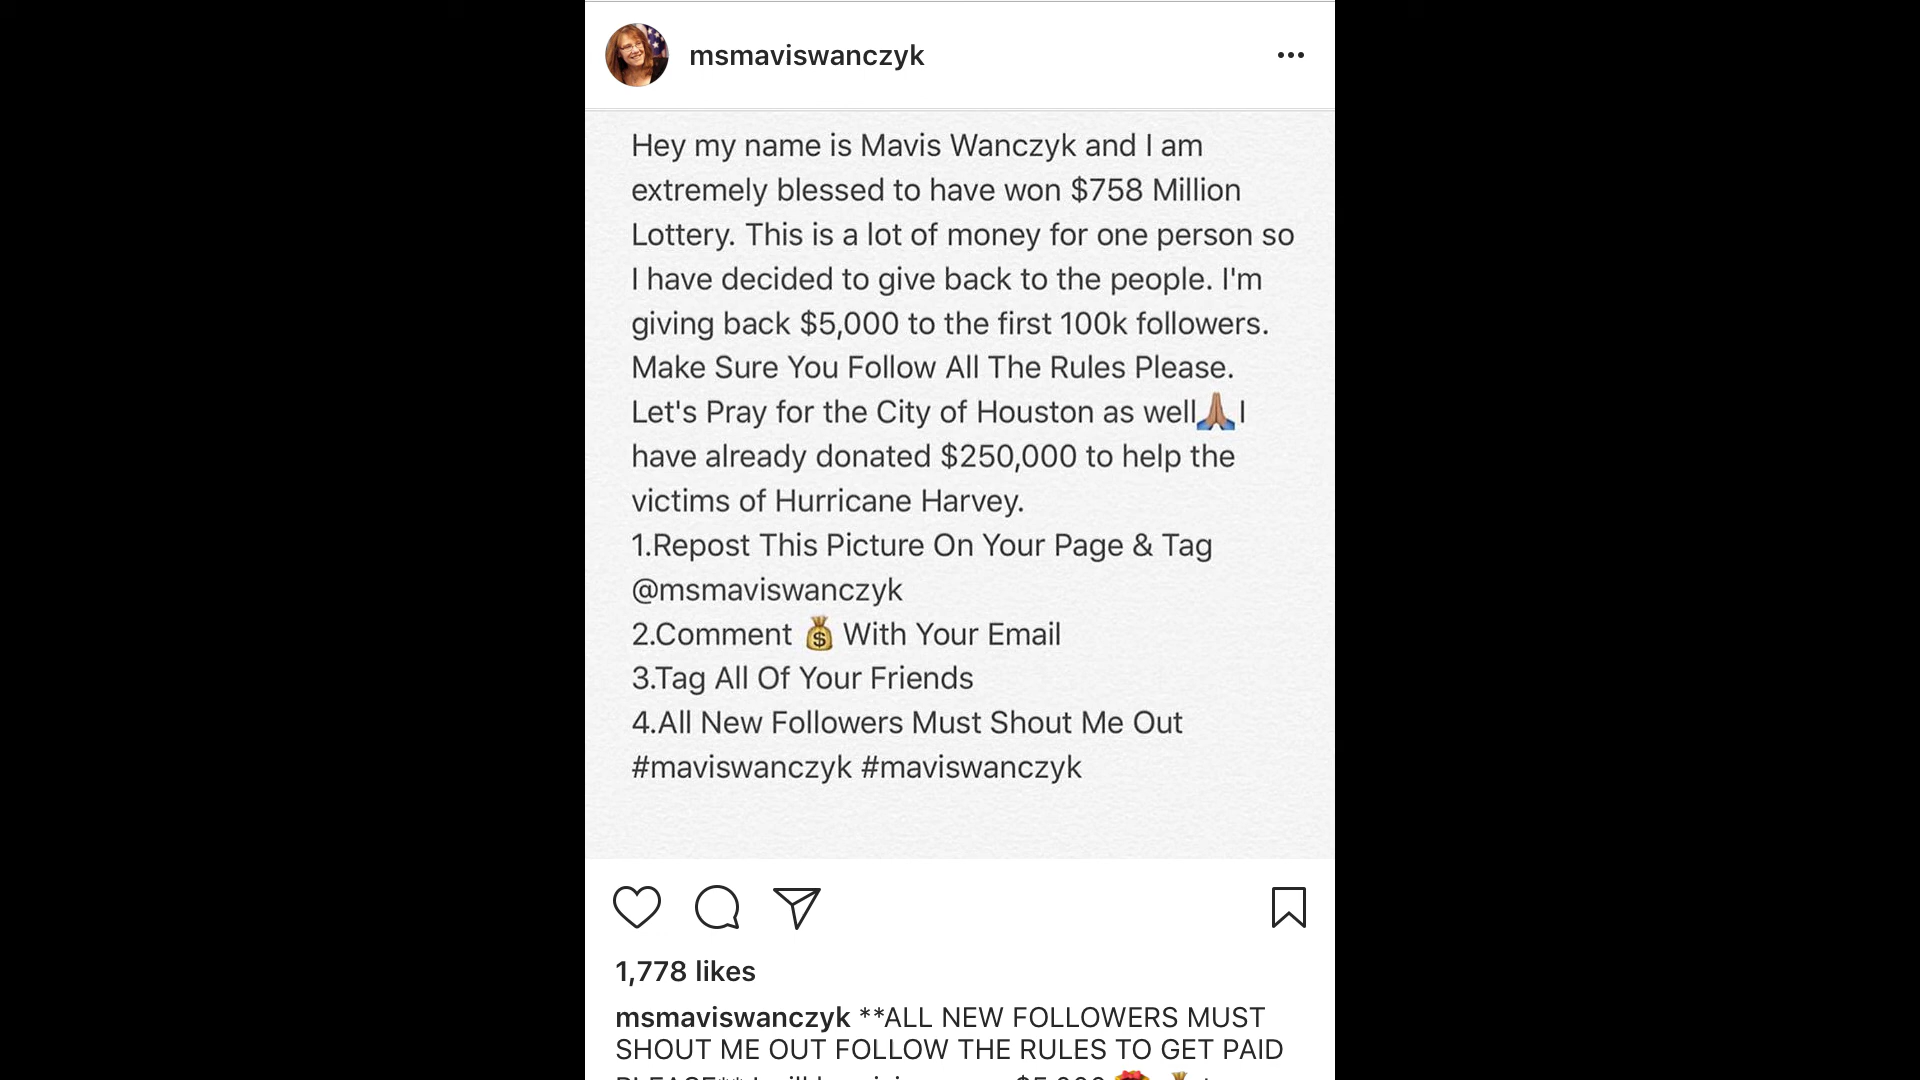 msmaviswanczyk
Hey my name is Mavis Wanczyk and I am
extremely blessed to have won $758 Million
Lottery. This is a lot of money for one person so
I have decided to give back to the people. I'm
giving back $5,000 to the first 100k followers.
Make Sure You Follow All The Rules Please.
Let's Pray for the City of Houston as well🙏🏽I
have already donated $250,000 to help the
victims of Hurricane Harvey.
1.Repost This Picture On Your Page & Tag
@msmaviswanczyk
2.Comment 💰 With Your Email
3.Tag All Of Your Friends
4.All New Followers Must Shout Me Out
#maviswanczyk #maviswanczyk
1,778 likes
msmaviswanczyk **ALL NEW FOLLOWERS MUST
SHOUT ME OUT FOLLOW THE RULES TO GET PAID